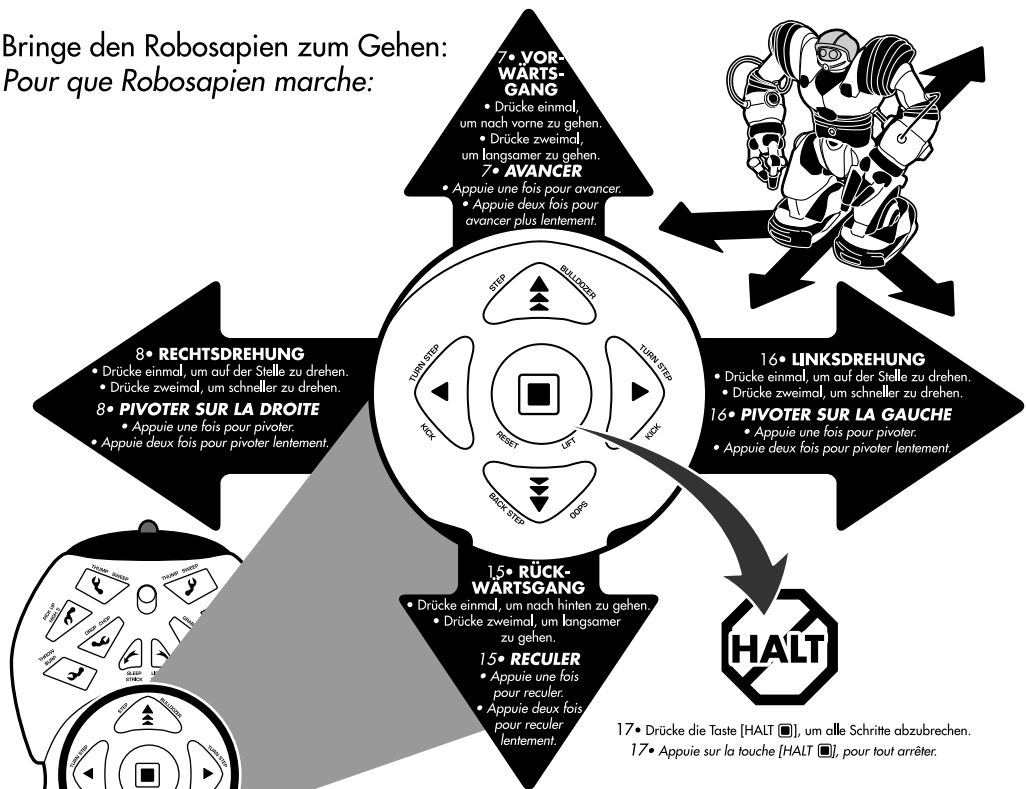 Bringe den Robosapien zum Gehen:
Pour que Robosapien marche:
7• VOR-
WÄRTS-
GANG
• Drücke einmal,
um nach vorne zu gehen.
• Drücke zweimal,
um langsamer zu gehen.
7• AVANCER
• Appuie une fois pour avancer.
• Appuie deux fois pour
avancer plus lentement.
8• RECHTSDREHUNG
• Drücke einmal, um auf der Stelle zu drehen.
• Drücke zweimal, um schneller zu drehen.
8• PIVOTER SUR LA DROITE
• Appuie une fois pour pivoter.
• Appuie deux fois pour pivoter lentement.
STEP
BULLDOZER
TURN STEP
TURN STEP
KICK
KICK
RESET
LIFT
BACK STEP
OOPS
16• LINKSDREHUNG
• Drücke einmal, um auf der Stelle zu drehen.
• Drücke zweimal, um schneller zu drehen.
16• PIVOTER SUR LA GAUCHE
• Appuie une fois pour pivoter.
• Appuie deux fois pour pivoter lentement.
15• RÜCK-
WÄRTSGANG
• Drücke einmal, um nach hinten zu gehen.
• Drücke zweimal, um langsamer
zu gehen.
15• RECULER
• Appuie une fois
pour reculer.
• Appuie deux fois
pour reculer
lentement.
HALT
17• Drücke die Taste [HALT ▣], um alle Schritte abzubrechen.
17• Appuie sur la touche [HALT ▣], pour tout arrêter.
THUMP SWEEP
THUMP SWEEP
PICK UP
HIGH 5
DROP CHOP
THROW
BURP
SLEEP
STEP
BULLDOZER
TURN STEP
TURN STEP